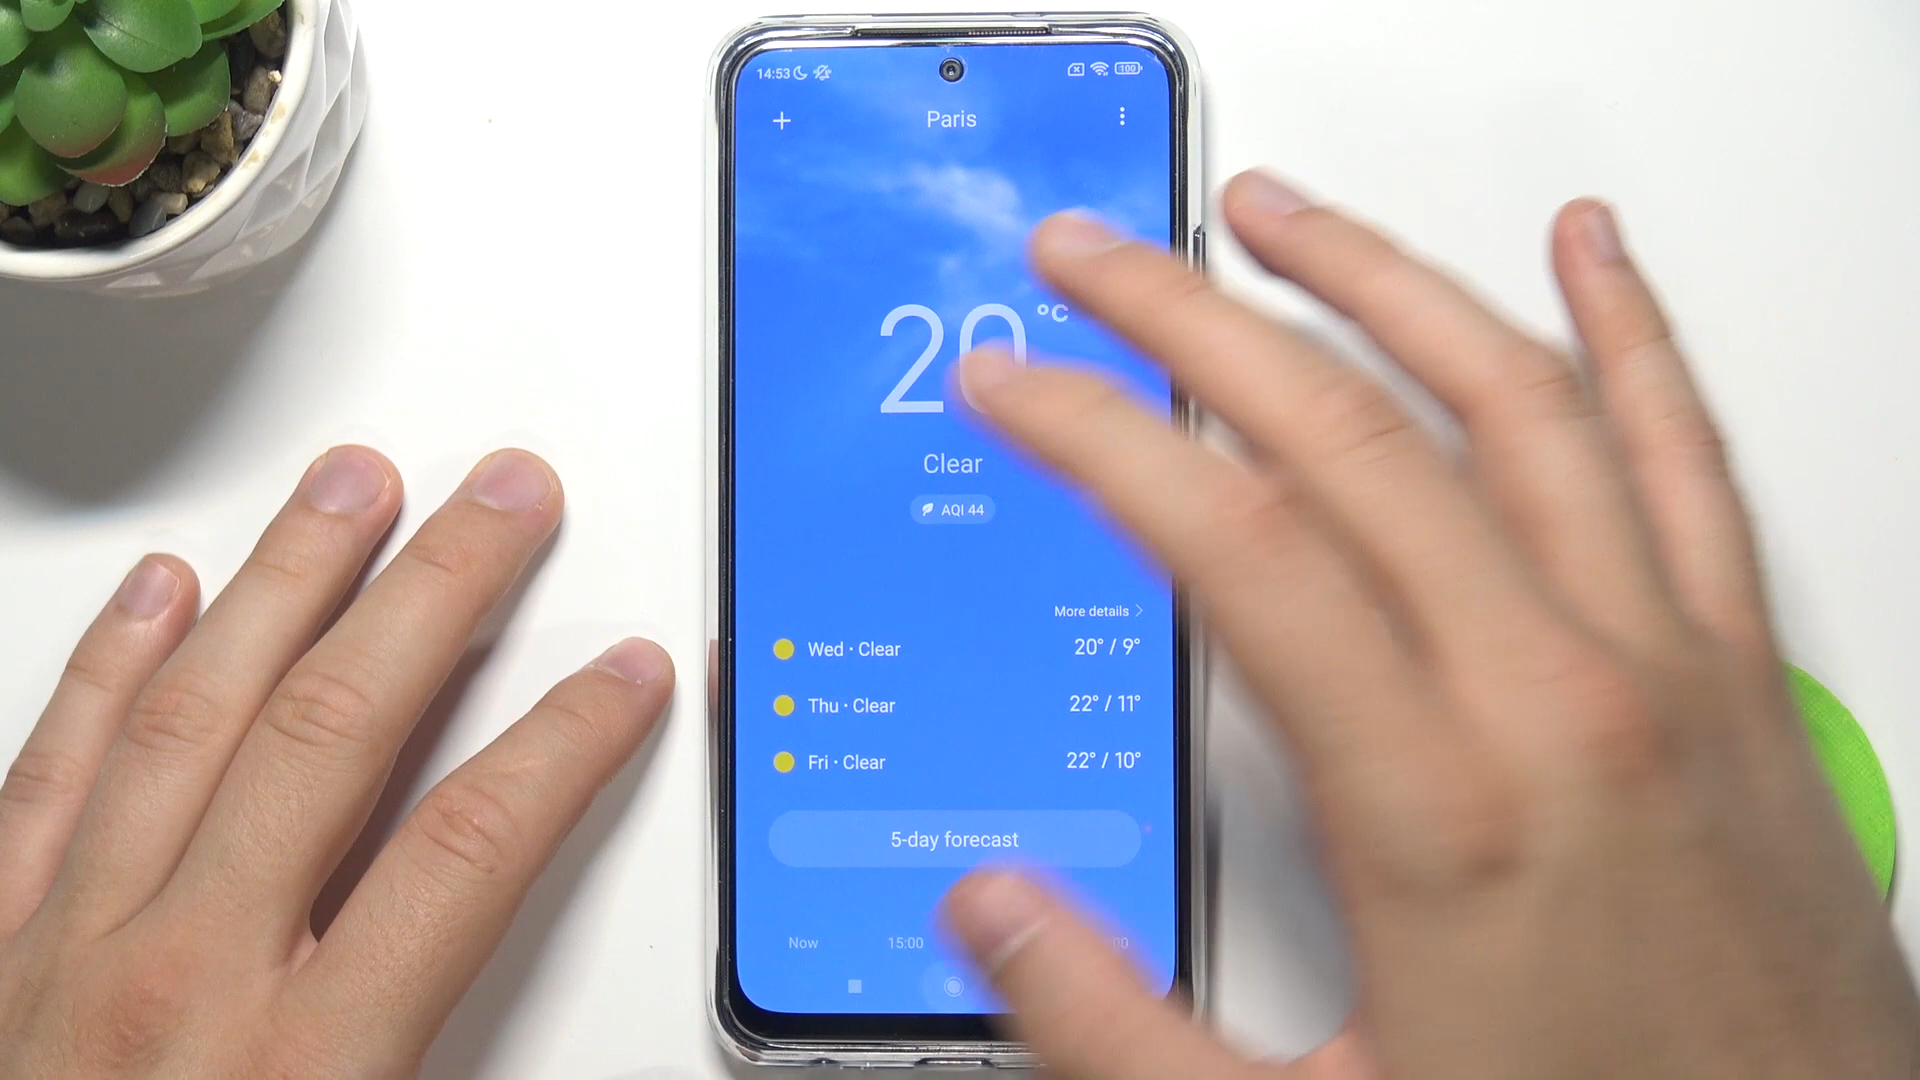 14:53 100
Paris
20 °C
Clear
AQI 44
More details
Wed · Clear 20° / 9°
Thu · Clear 22° / 11°
Fri · Clear 22° / 10°
5-day forecast
Now 15:00